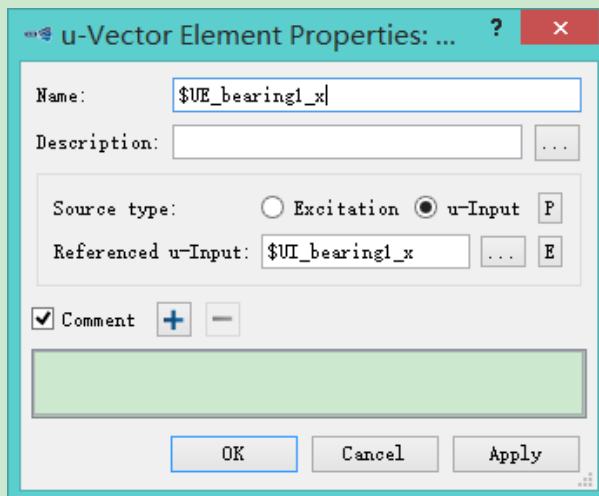 u-Vector Element Properties: ... ? ×
Name: $UE_bearing1_x
Description: ...
Source type: Excitation u-Input P
Referenced u-Input: $UI_bearing1_x ... E
Comment + −
OK Cancel Apply